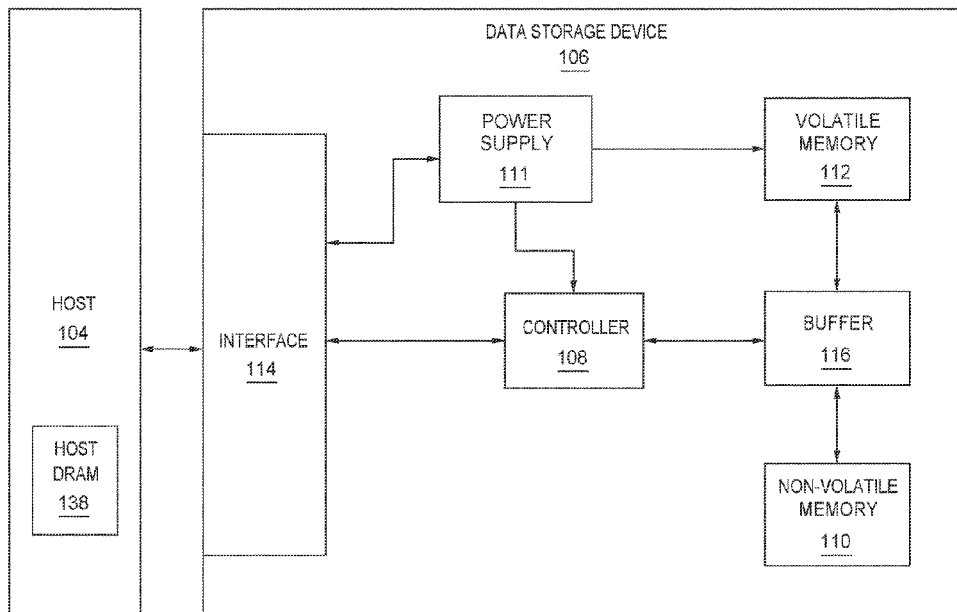 DATA STORAGE DEVICE
106
POWER
SUPPLY
111
VOLATILE
MEMORY
112
HOST
104
INTERFACE
114
CONTROLLER
108
BUFFER
116
HOST
DRAM
138
NON-VOLATILE
MEMORY
110